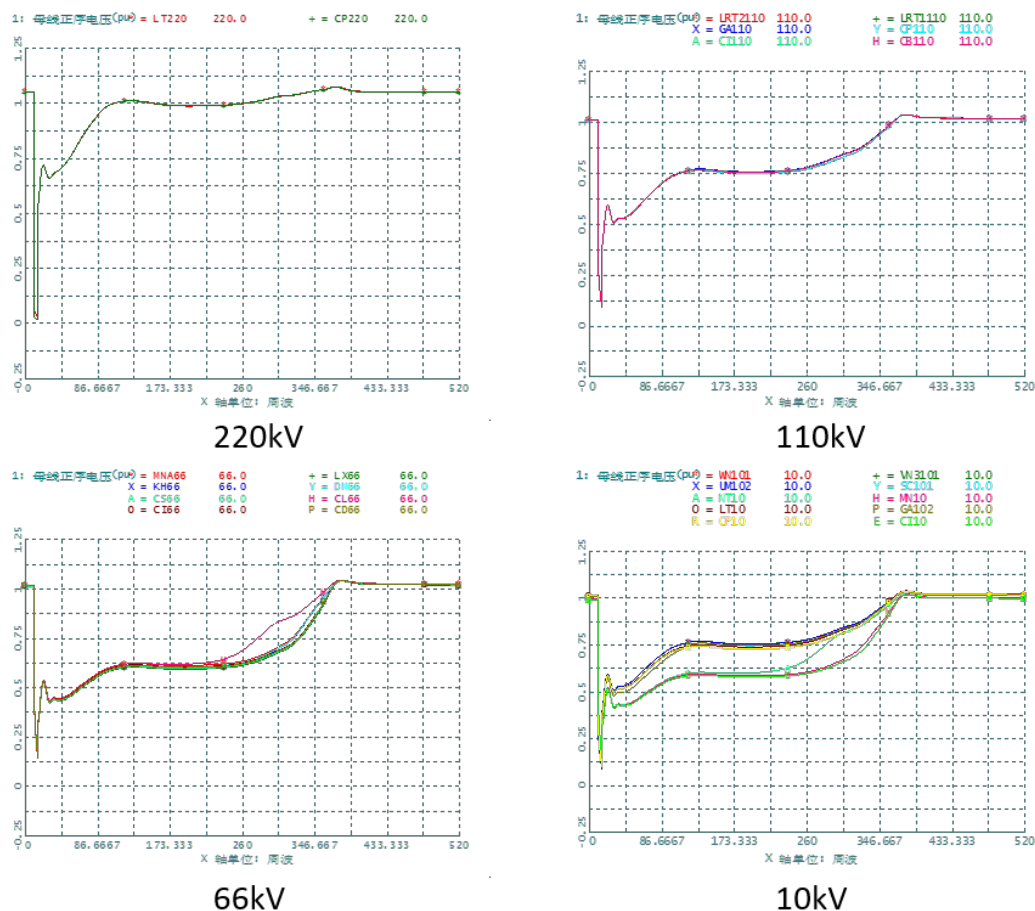 1: 母线正序电压(pu) * = LT220 220.0 + = CP220 220.0
1.25
1
0.75
0.5
0.25
0
-0.25
0 86.6667 173.333 260 346.667 433.333 520
X 轴单位: 周波
220kV
1: 母线正序电压(pu) * = LRT2110 110.0 + = LRT1110 110.0
X = GA110 110.0 Y = CP110 110.0
A = CI110 110.0 H = CB110 110.0
1.25
1
0.75
0.5
0.25
0
-0.25
0 86.6667 173.333 260 346.667 433.333 520
X 轴单位: 周波
110kV
1: 母线正序电压(pu) * = MNA66 66.0 + = LX66 66.0
X = KH66 66.0 Y = DM66 66.0
A = CS66 66.0 H = CL66 66.0
O = CI66 66.0 P = CD66 66.0
1.25
1
0.75
0.5
0.25
0
-0.25
0 86.6667 173.333 260 346.667 433.333 520
X 轴单位: 周波
66kV
1: 母线正序电压(pu) * = WN101 10.0 + = VN3101 10.0
X = UM102 10.0 Y = SC101 10.0
A = NT10 10.0 H = MN10 10.0
O = LT10 10.0 P = GA102 10.0
R = CP10 10.0 E = CI10 10.0
1.25
1
0.75
0.5
0.25
0
-0.25
0 86.6667 173.333 260 346.667 433.333 520
X 轴单位: 周波
10kV